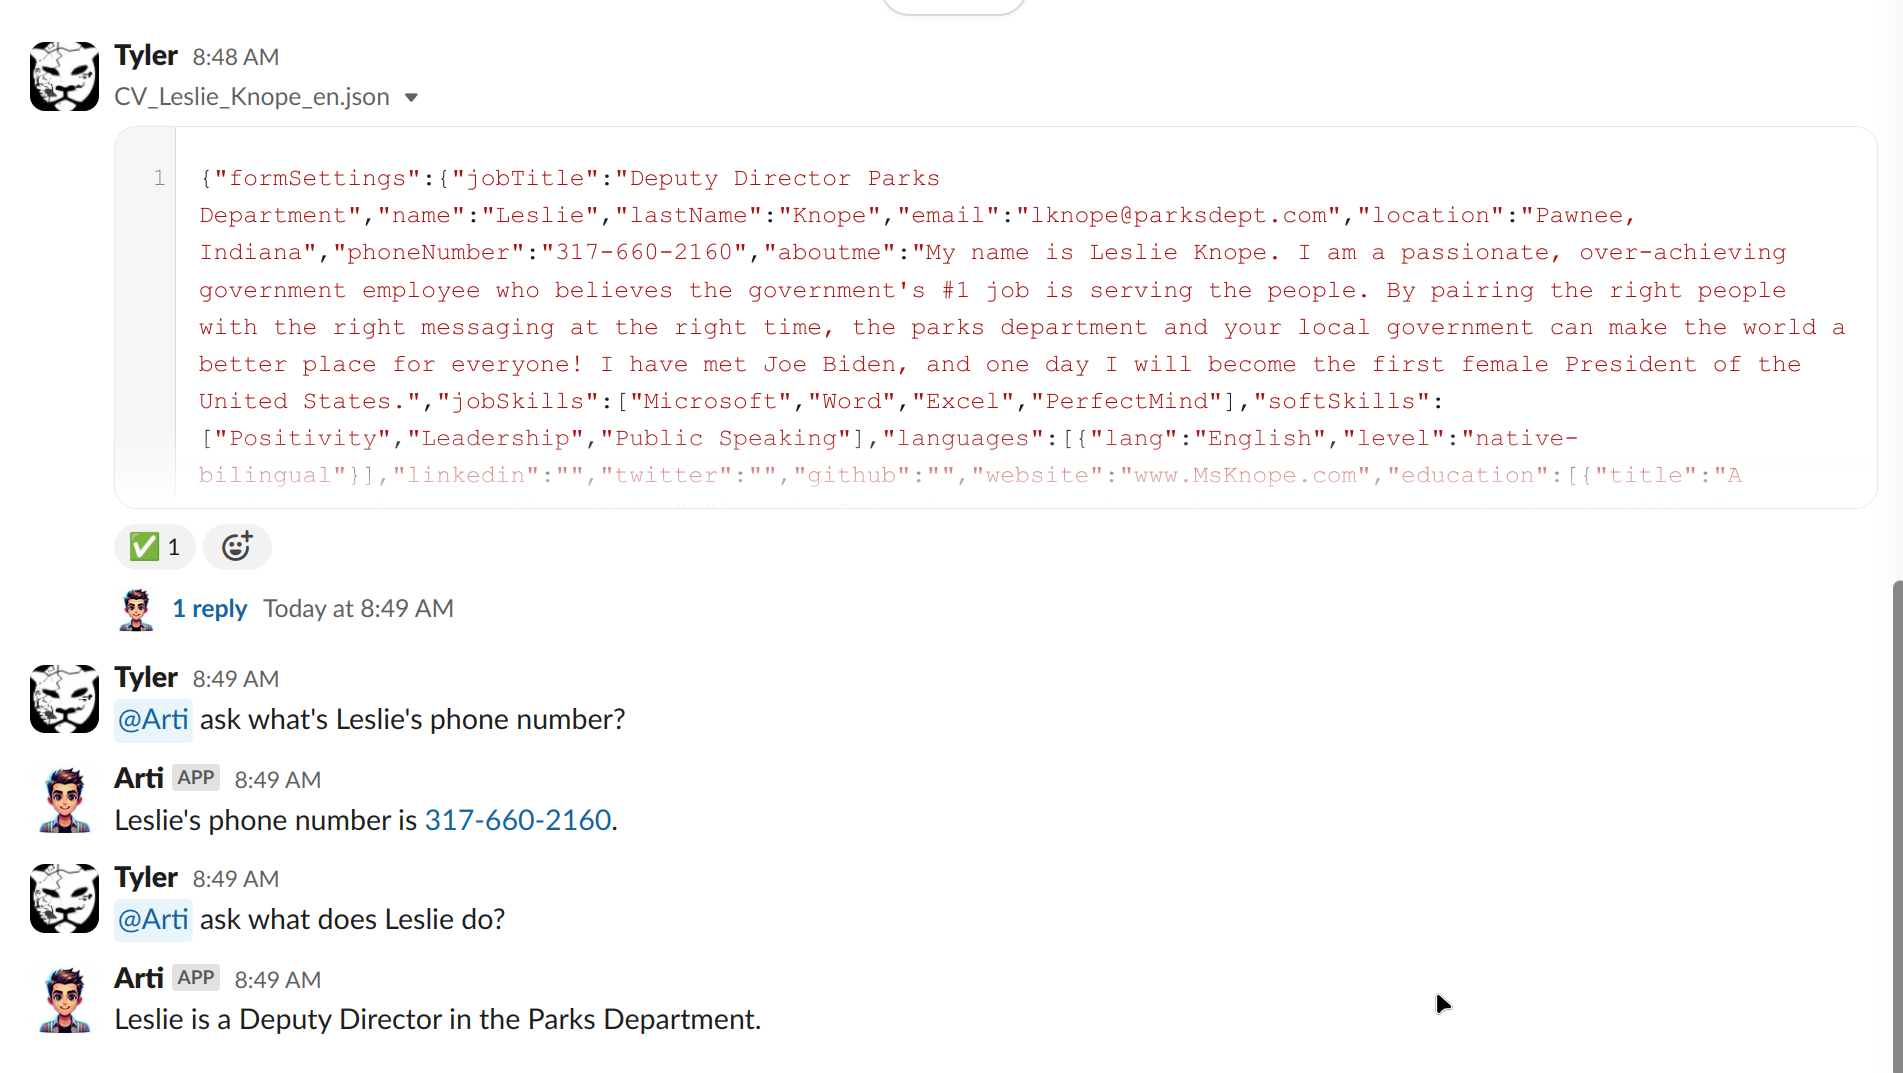 Tyler 8:48 AM
CV_Leslie_Knope_en.json
1
{"formSettings":{"jobTitle":"Deputy Director Parks
Department","name":"Leslie","lastName":"Knope","email":"lknope@parksdept.com","location":"Pawnee,
Indiana","phoneNumber":"317-660-2160","aboutme":"My name is Leslie Knope. I am a passionate, over-achieving
government employee who believes the government's #1 job is serving the people. By pairing the right people
with the right messaging at the right time, the parks department and your local government can make the world a
better place for everyone! I have met Joe Biden, and one day I will become the first female President of the
United States.","jobSkills":["Microsoft","Word","Excel","PerfectMind"],"softSkills":
["Positivity","Leadership","Public Speaking"],"languages":[{"lang":"English","level":"native-
bilingual"}],"linkedin":"","twitter":"","github":"","website":"www.MsKnope.com","education":[{"title":"A
1
1 reply Today at 8:49 AM
Tyler 8:49 AM
@Arti ask what's Leslie's phone number?
Arti APP 8:49 AM
Leslie's phone number is 317-660-2160.
Tyler 8:49 AM
@Arti ask what does Leslie do?
Arti APP 8:49 AM
Leslie is a Deputy Director in the Parks Department.